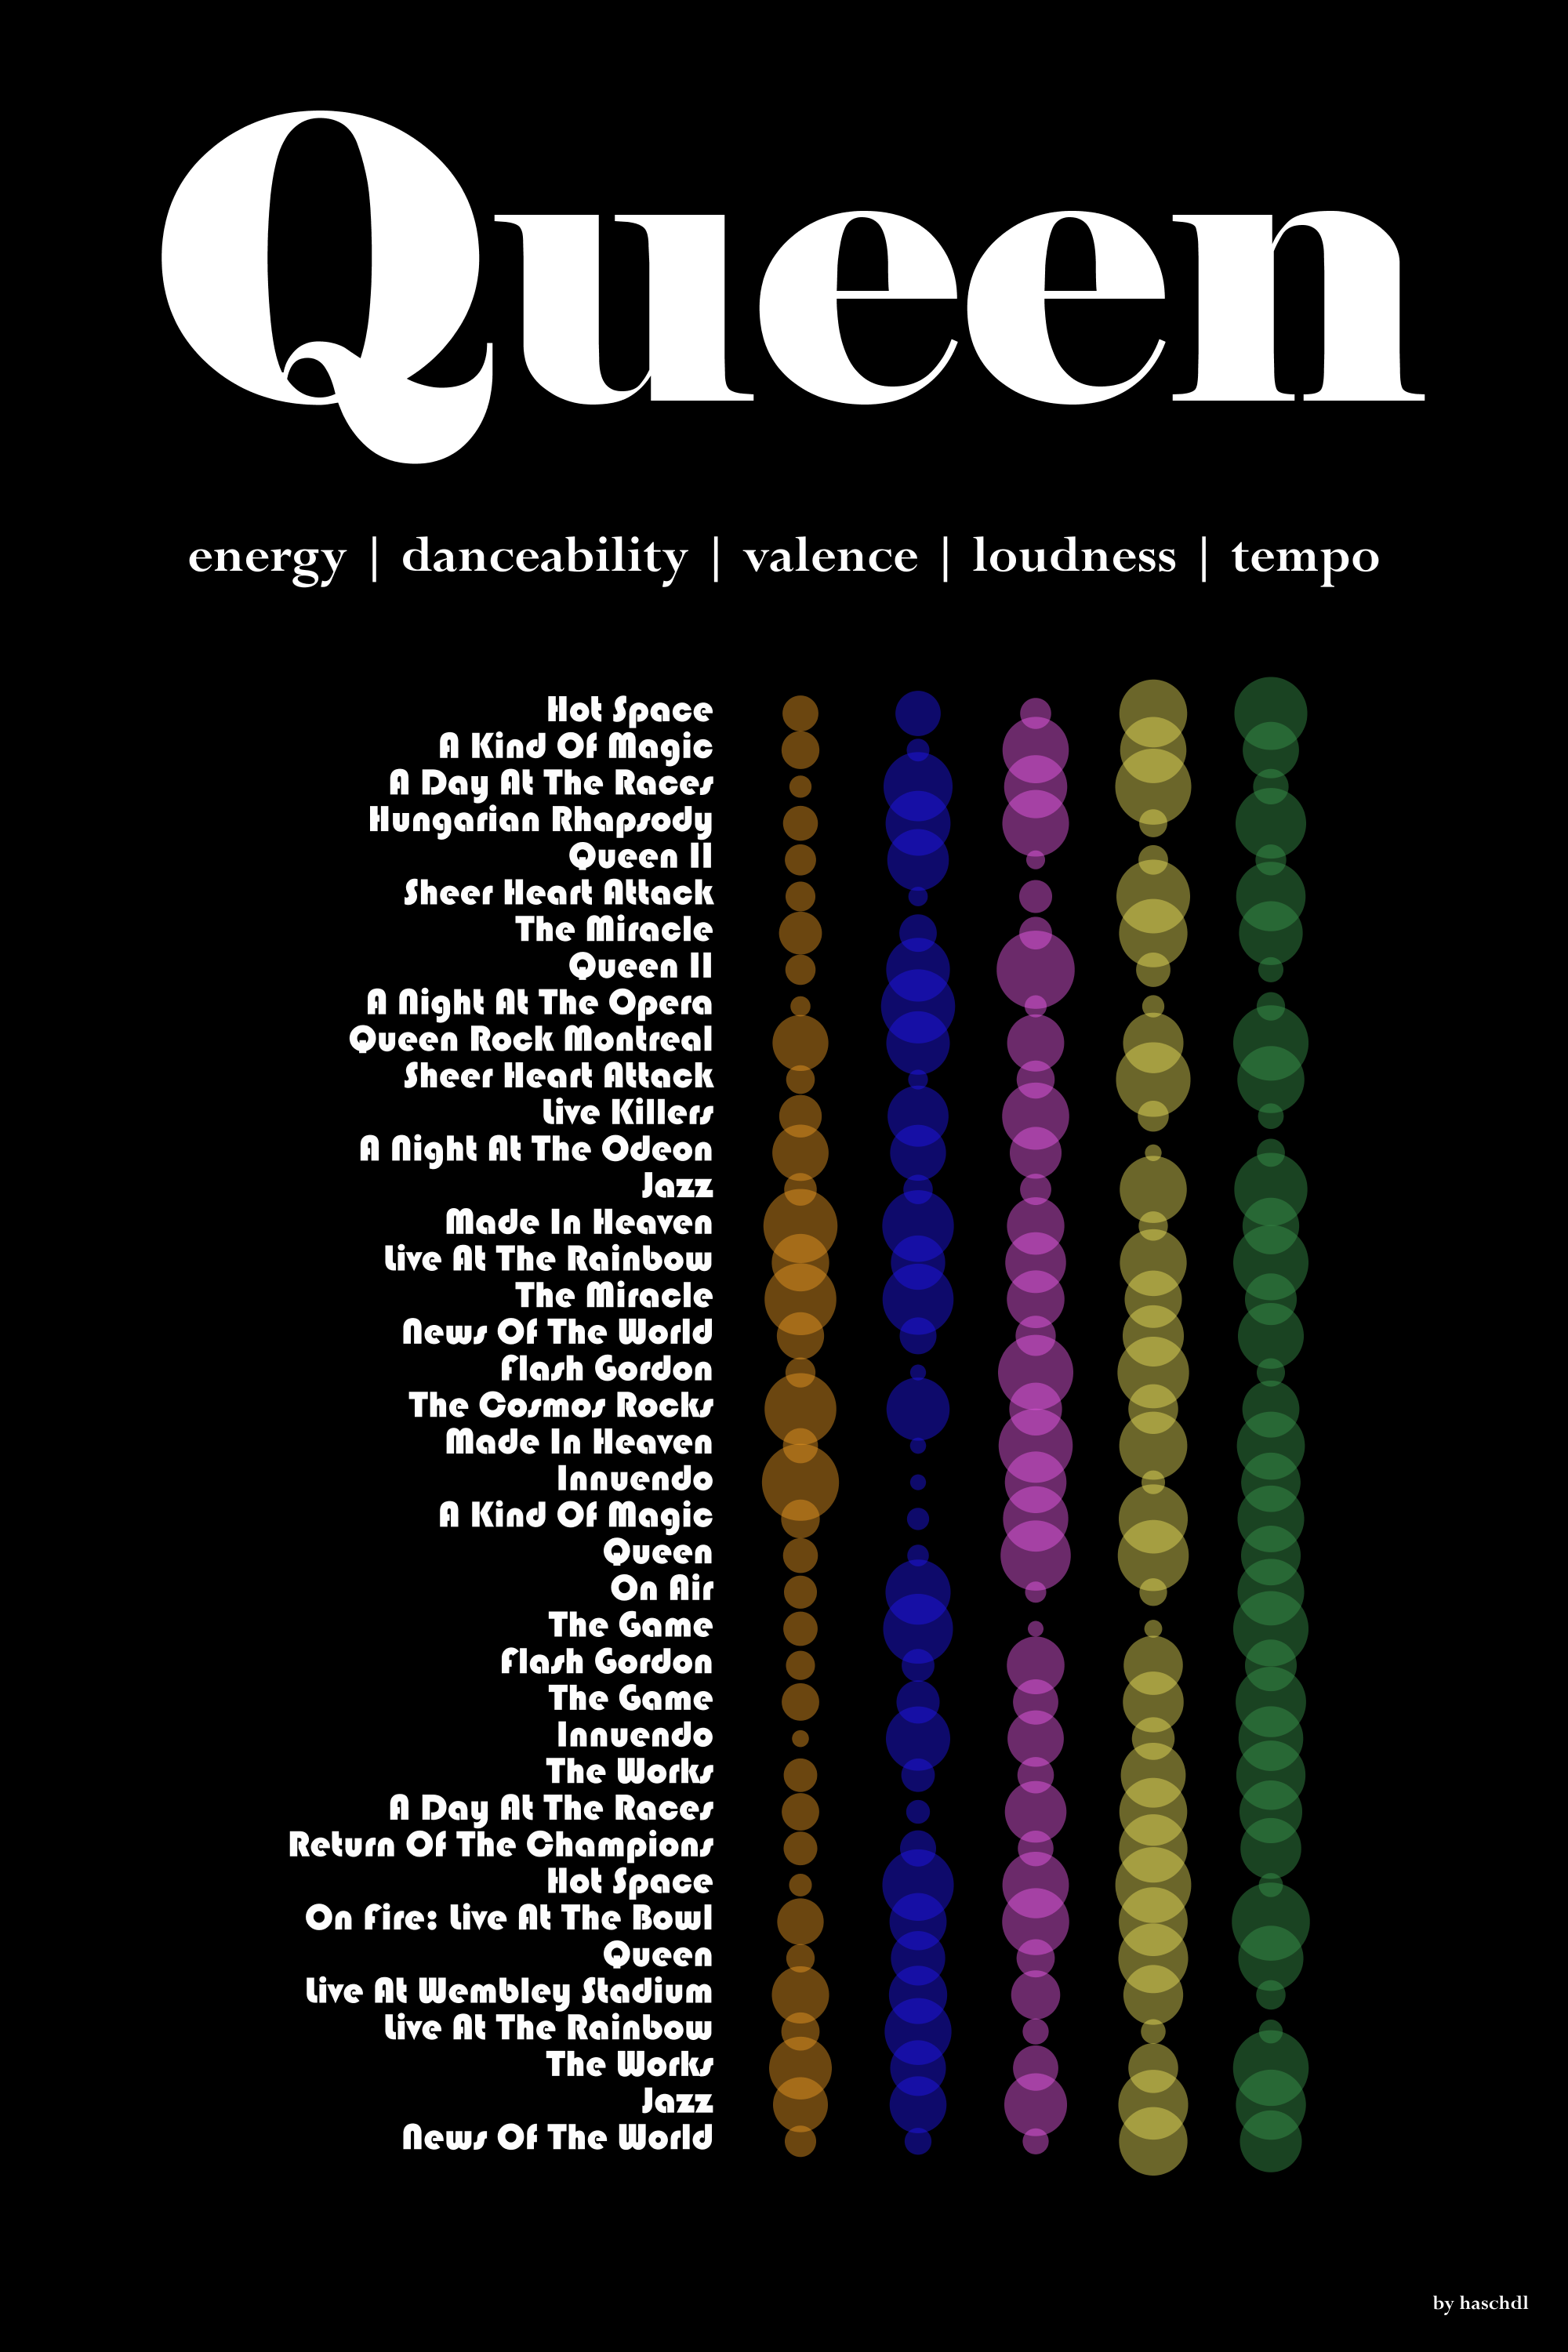 Queen
energy | danceability | valence | loudness | tempo
Hot Space
A Kind Of Magic
A Day At The Races
Hungarian Rhapsody
Queen II
Sheer Heart Attack
The Miracle
Queen II
A Night At The Opera
Queen Rock Montreal
Sheer Heart Attack
Live Killers
A Night At The Odeon
Jazz
Made In Heaven
Live At The Rainbow
The Miracle
News Of The World
Flash Gordon
The Cosmos Rocks
Made In Heaven
Innuendo
A Kind Of Magic
Queen
On Air
The Game
Flash Gordon
The Game
Innuendo
The Works
A Day At The Races
Return Of The Champions
Hot Space
On Fire: Live At The Bowl
Queen
Live At Wembley Stadium
Live At The Rainbow
The Works
Jazz
News Of The World
by haschdl